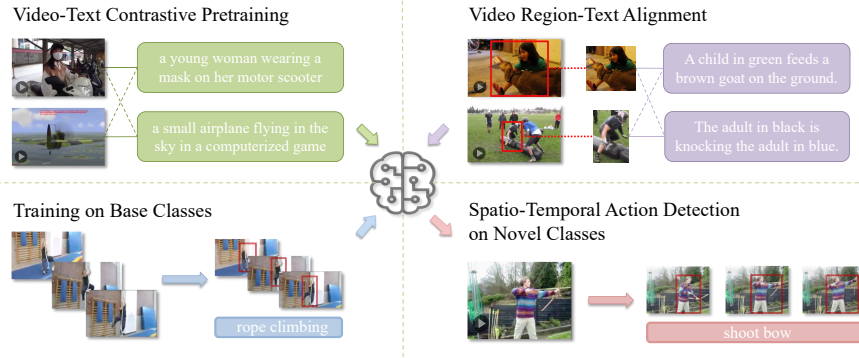 Video-Text Contrastive Pretraining
a young woman wearing a
mask on her motor scooter
a small airplane flying in the
sky in a computerized game
Video Region-Text Alignment
A child in green feeds a
brown goat on the ground.
The adult in black is
knocking the adult in blue.
Training on Base Classes
rope climbing
Spatio-Temporal Action Detection
on Novel Classes
shoot bow